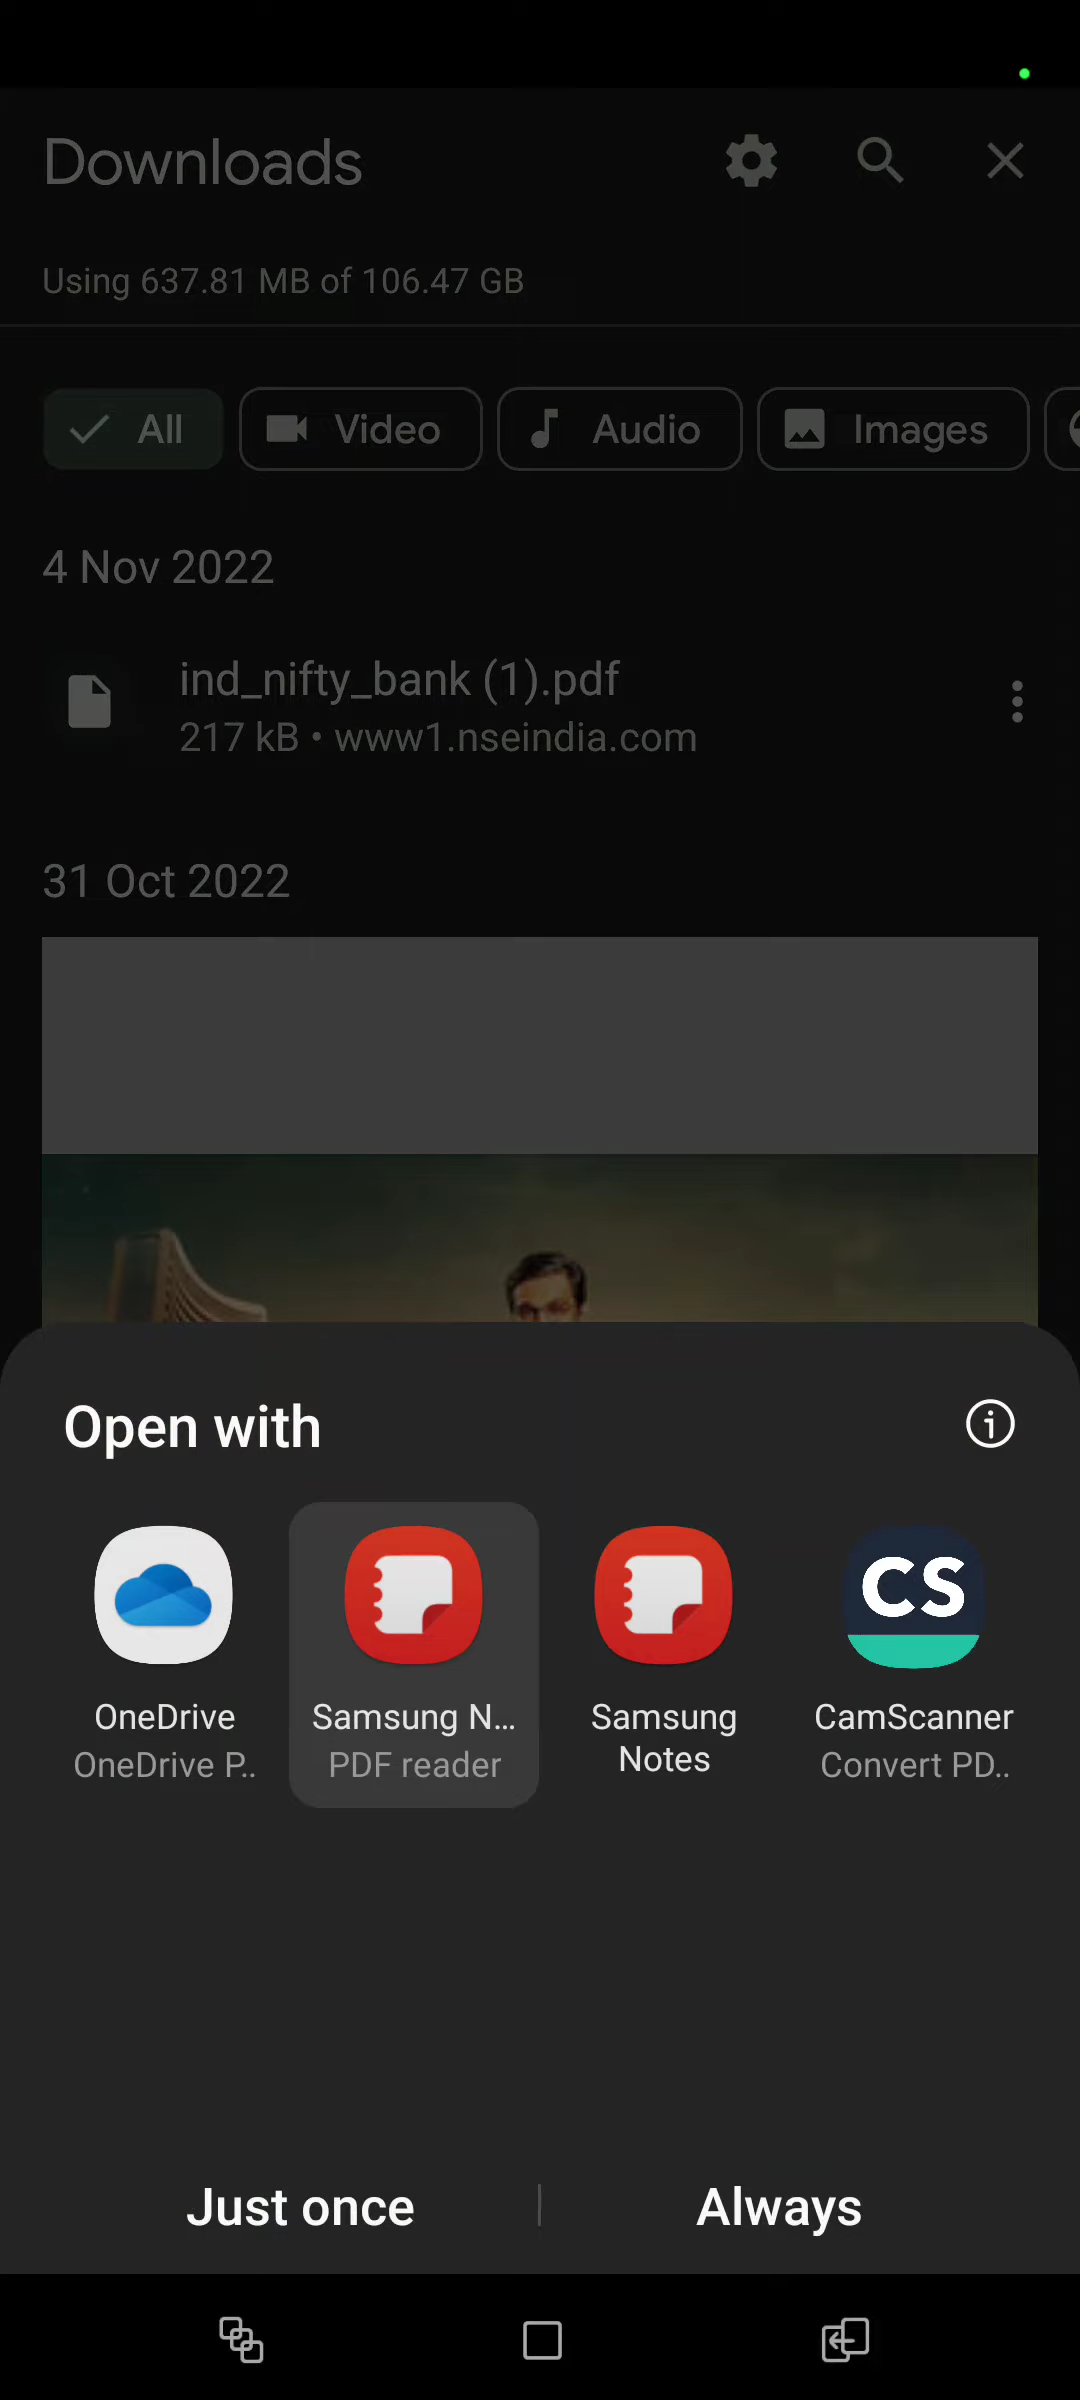 Downloads
Using 637.81 MB of 106.47 GB
All
Video
Audio
Images
4 Nov 2022
ind_nifty_bank (1).pdf
217 kB • www1.nseindia.com
31 Oct 2022
Open with
OneDrive
OneDrive P..
Samsung N...
PDF reader
Samsung
Notes
CS
CamScanner
Convert PD..
Just once
Always